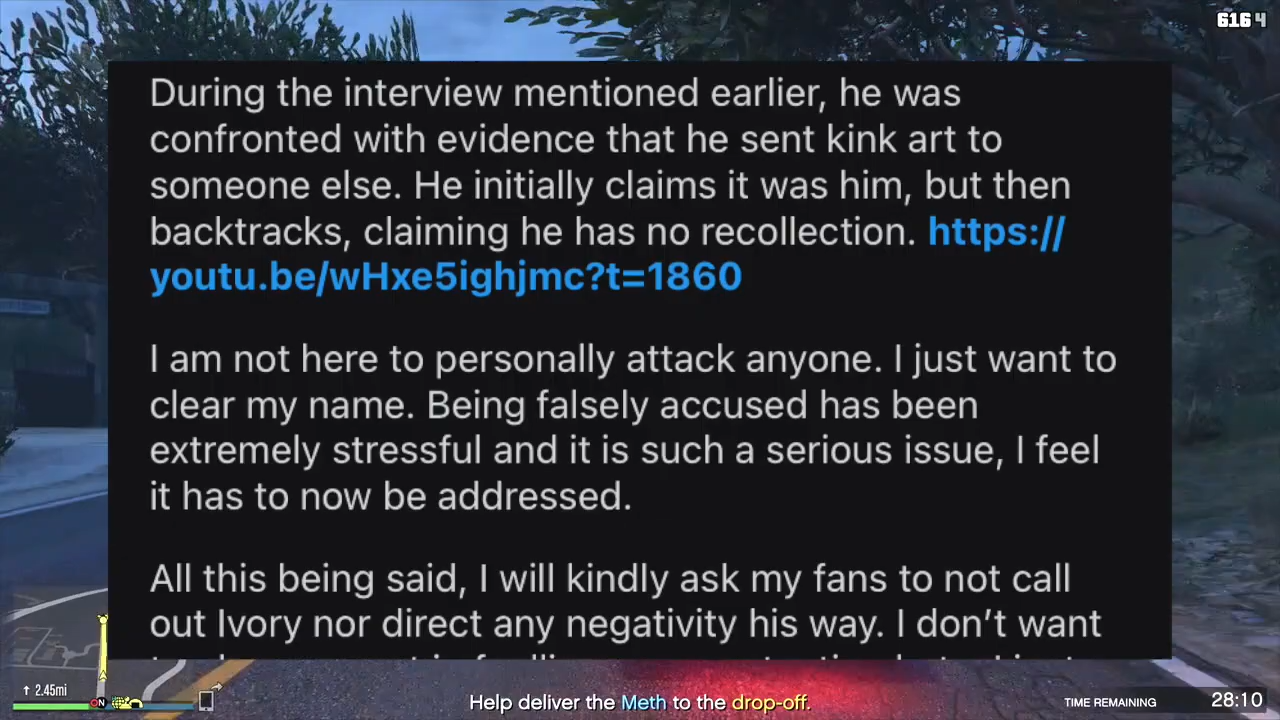 6164
During the interview mentioned earlier, he was
confronted with evidence that he sent kink art to
someone else. He initially claims it was him, but then
backtracks, claiming he has no recollection. https://
youtu.be/wHxe5ighjmc?t=1860
I am not here to personally attack anyone. I just want to
clear my name. Being falsely accused has been
extremely stressful and it is such a serious issue, I feel
it has to now be addressed.
All this being said, I will kindly ask my fans to not call
out Ivory nor direct any negativity his way. I don’t want
↑ 2.45mi
N
Help deliver the Meth to the drop-off.
TIME REMAINING 28:10